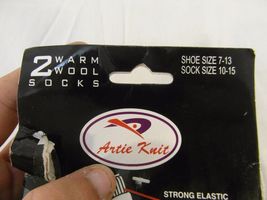 2 WARM
WOOL
SOCKS
SHOE SIZE 7-13
SOCK SIZE 10-15
Artie Knit
STRONG ELASTIC